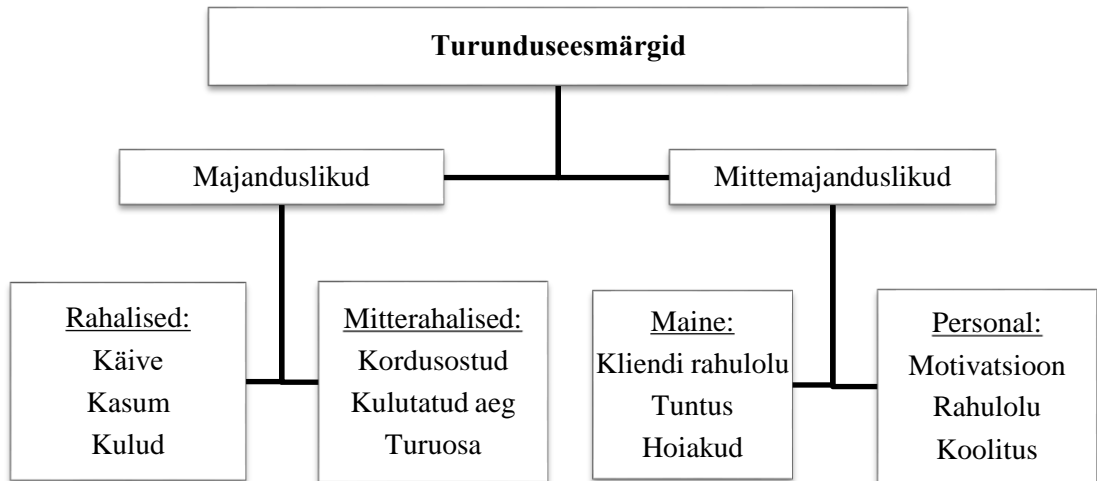 Turunduseesmärgid
Majanduslikud
Mittemajanduslikud
Rahalised:
Käive
Kasum
Kulud
Mitterahalised:
Kordusostud
Kulutatud aeg
Turuosa
Maine:
Kliendi rahulolu
Tuntus
Hoiakud
Personal:
Motivatsioon
Rahulolu
Koolitus